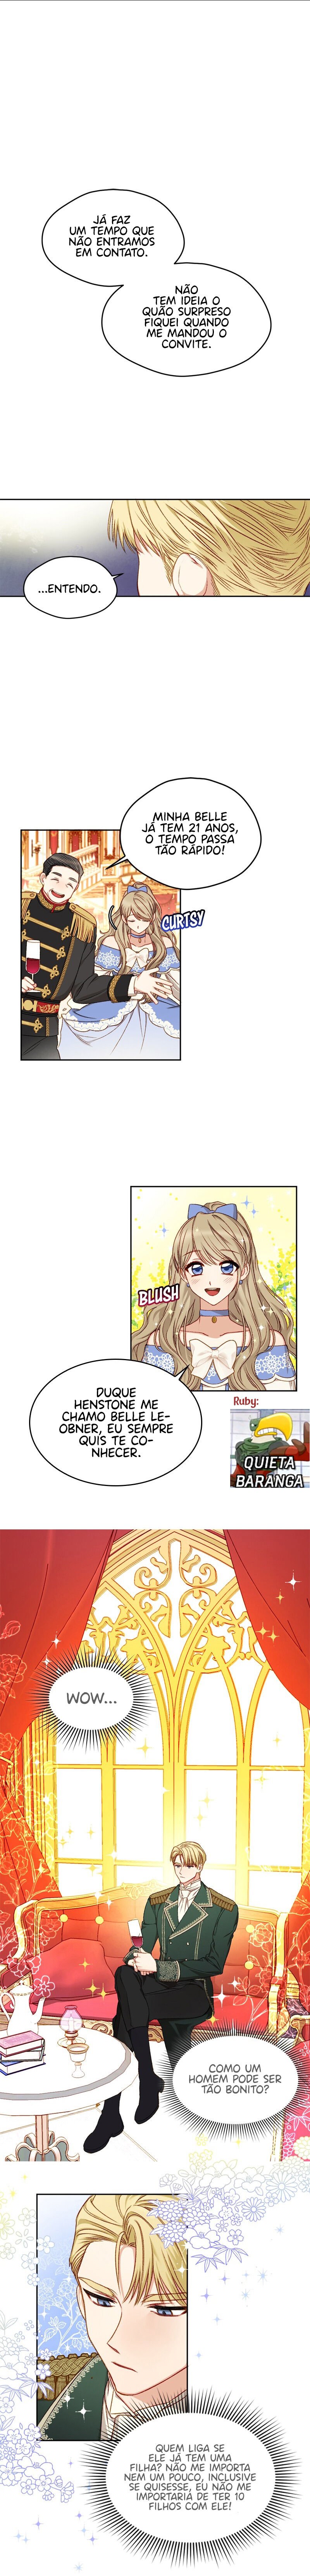 JÁ FAZ
UM TEMPO QUE
NÃO ENTRAMOS
EM CONTATO.
NÃO
TEM IDEIA O
QUÃO SURPRESO
FIQUEI QUANDO
ME MANDOU O
CONVITE.
...ENTENDO.
MINHA BELLE
JÁ TEM 21 ANOS,
O TEMPO PASSA
TÃO RÁPIDO!
CURTSY
BLUSH
DUQUE
HENSTONE ME
CHAMO BELLE LE-
OBNER, EU SEMPRE
QUIS TE CO-
NHECER.
Ruby:
QUIETA
BARANGA
WOW...
COMO UM
HOMEM PODE SER
TÃO BONITO?
QUEM LIGA SE
ELE JÁ TEM UMA
FILHA? NÃO ME IMPORTA
NEM UM POUCO, INCLUSIVE
SE QUISESSE, EU NÃO ME
IMPORTARIA DE TER 10
FILHOS COM ELE!